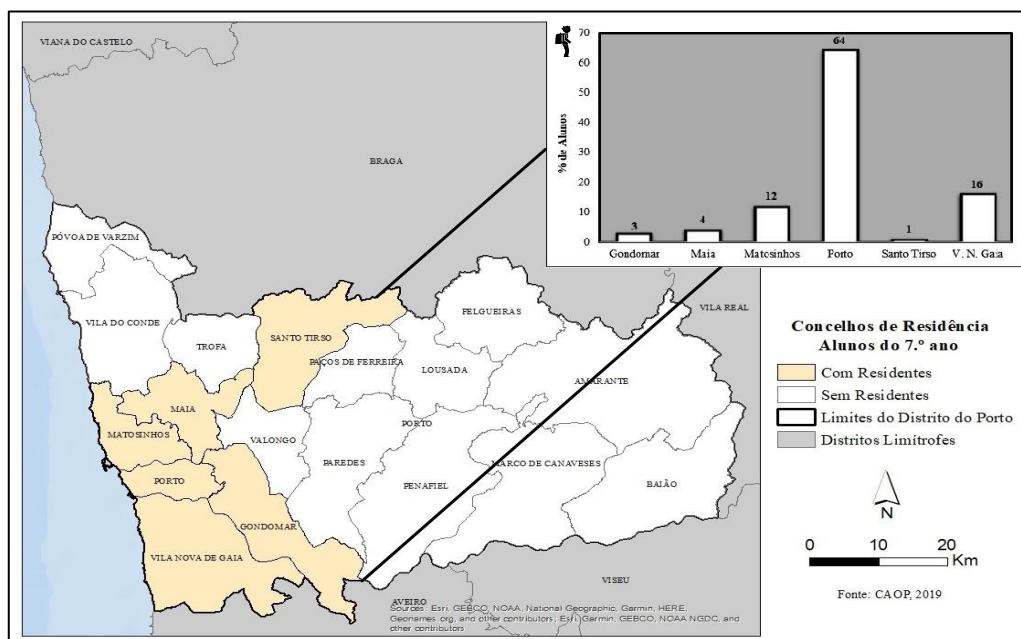 VIANA DO CASTELO
BRAGA
PÓVOA DE VARZIM
VILA DO CONDE
TROFA
SANTO TIRSO
PAÇOS DE FERREIRA
FELGUEIRAS
LOUSADA
AMARANTE
VILA REAL
MAIA
MATOSINHOS
VALONGO
PORTO
PAREDES
MARCO DE CANAVESES
PORTO
PENAFIEL
BAIÃO
GONDOMAR
VILA NOVA DE GAIA
VISEU
AVEIRO
Sources: Esri, GEBCO, NOAA, National Geographic, Garmin, HERE,
Geonames.org, and other contributors; Esri, Garmin, GEBCO, NOAA NGDC, and
other contributors
% de Alunos
70
60
50
40
30
20
10
0
3
4
12
64
1
16
Gondomar Maia Matosinhos Porto Santo Tirso V. N. Gaia
Concelhos de Residência
Alunos do 7.º ano
Com Residentes
Sem Residentes
Limites do Distrito do Porto
Distritos Limítrofes
N
0 10 20
Km
Fonte: CAOP, 2019